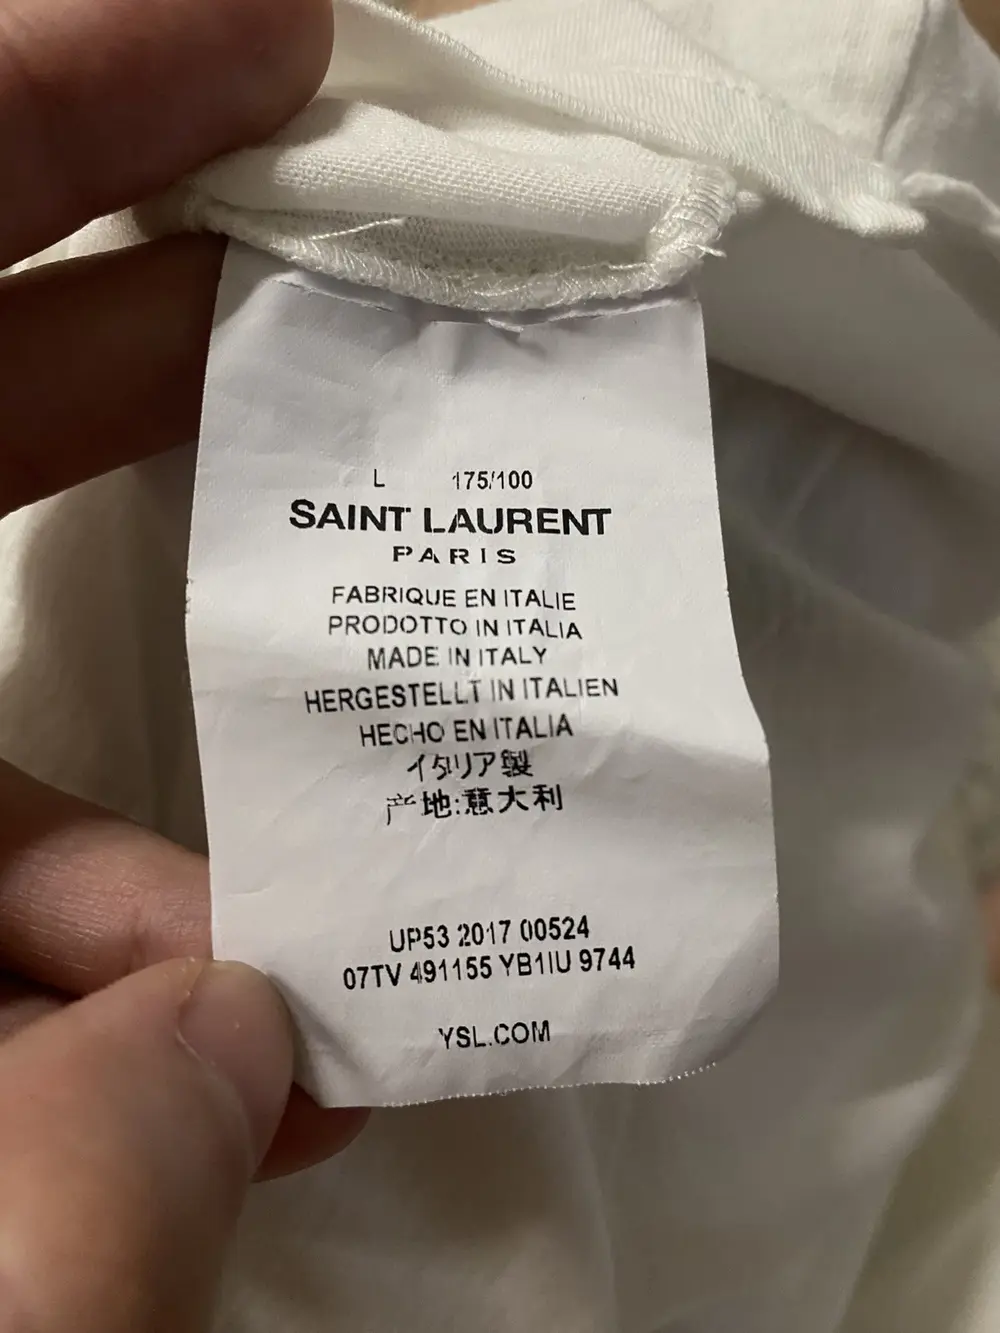 L 175/100
SAINT LAURENT
PARIS
FABRIQUE EN ITALIE
PRODOTTO IN ITALIA
MADE IN ITALY
HERGESTELLT IN ITALIEN
HECHO EN ITALIA
イタリア製
产地:意大利
UP53 2017 00524
07TV 491155 YB1IU 9744
YSL.COM